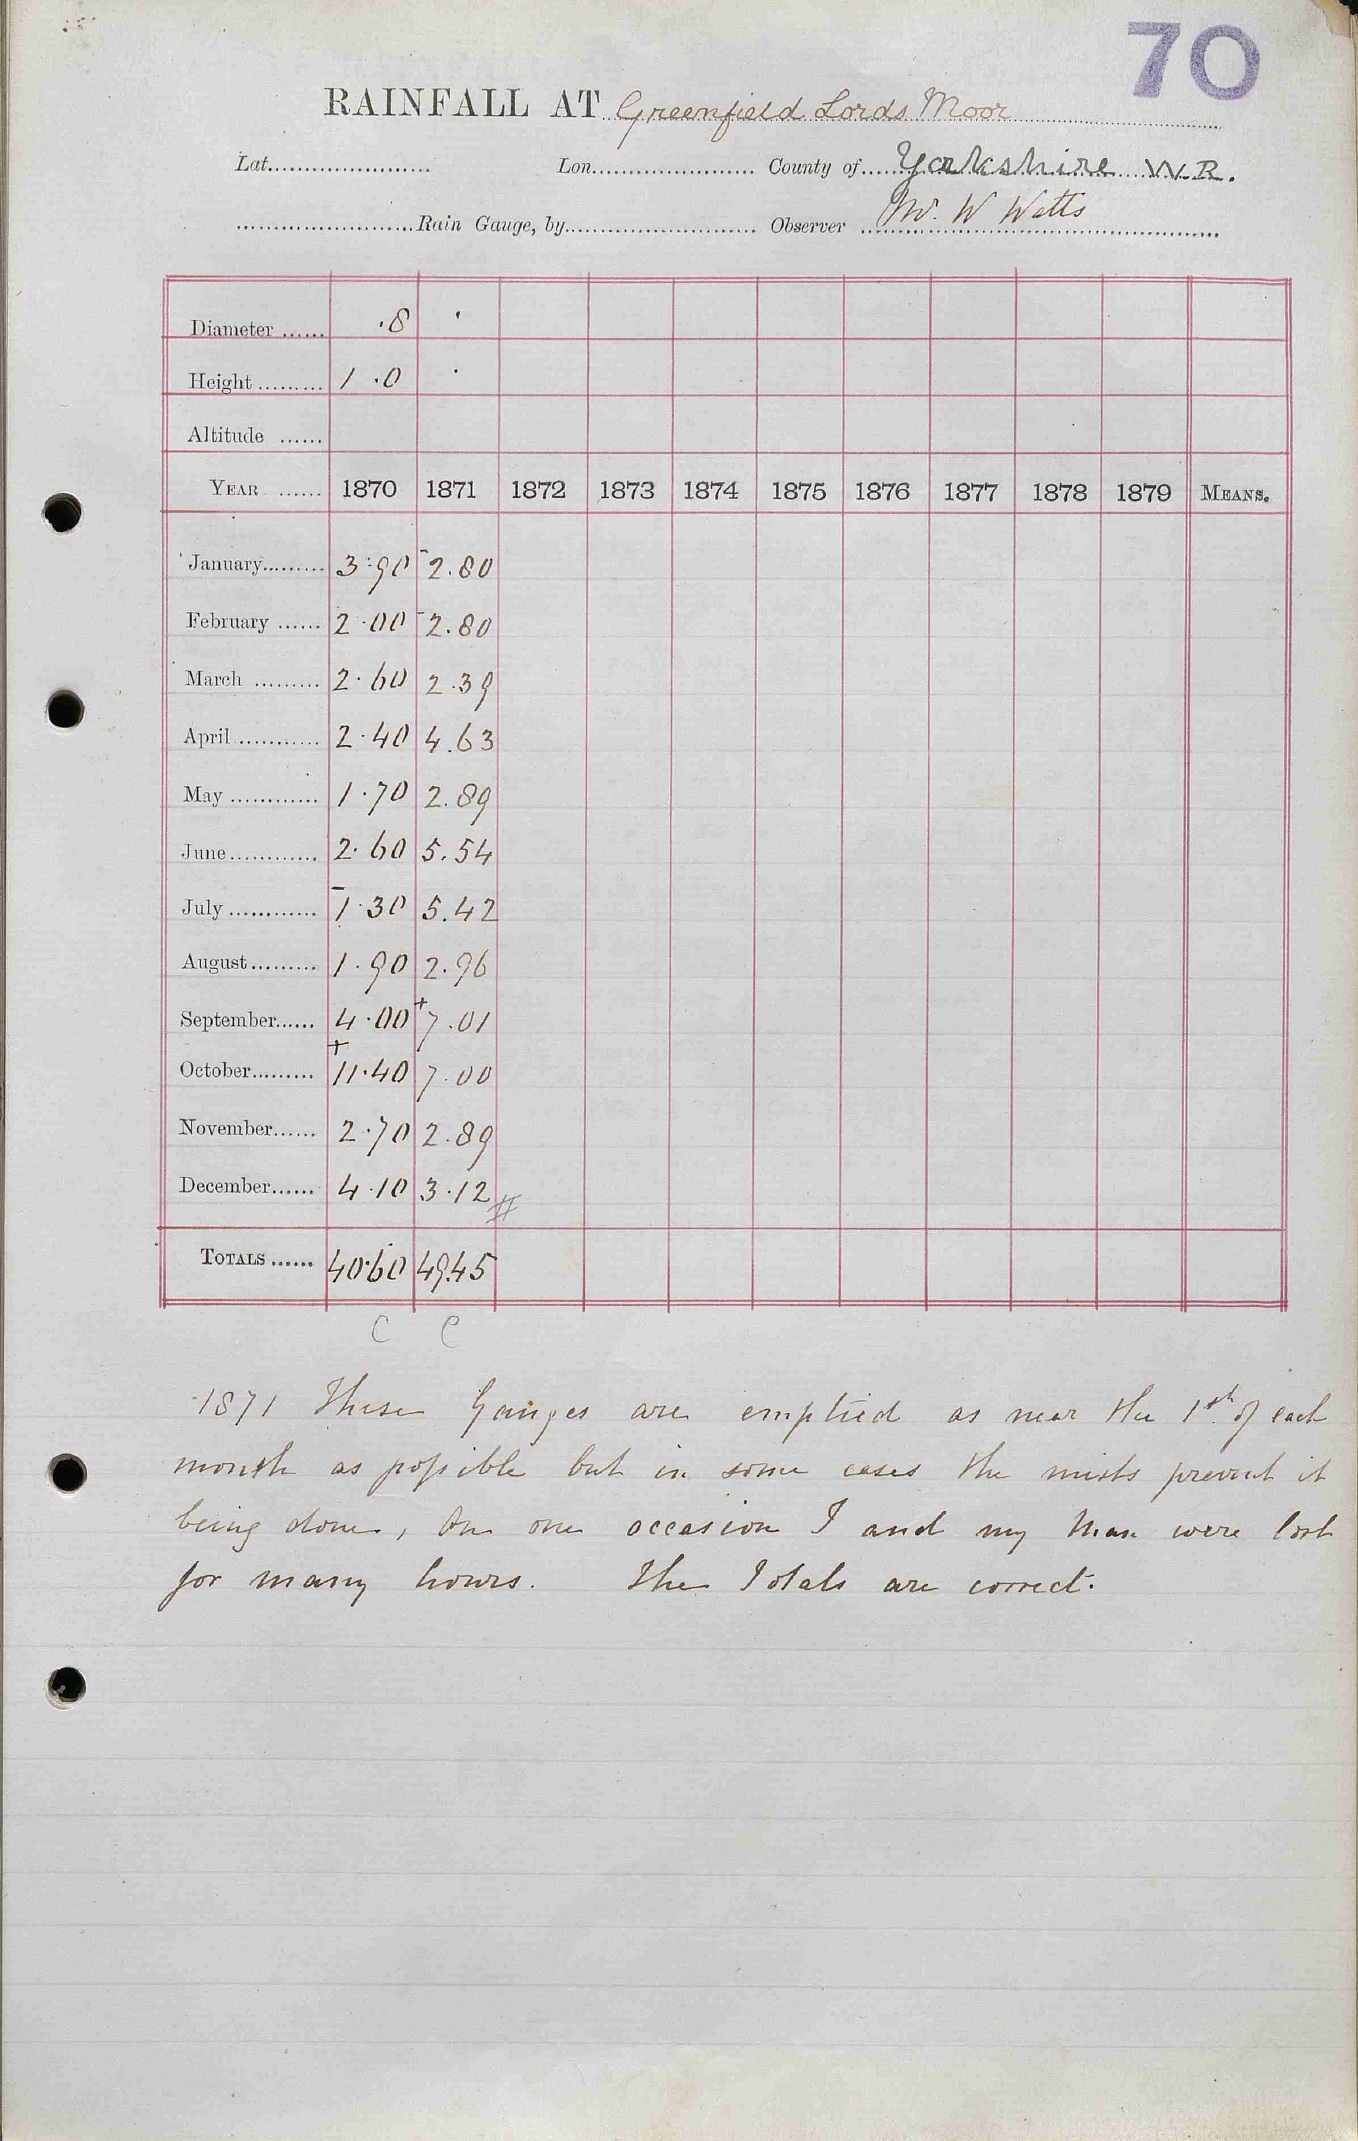 70
RAINFALL AT Greenfield Lords Moor
Lat...................... Lon...................... County of Yorkshire W.R.
.........................Rain Gauge, by.......................... Observer Mr. W Watts
Diameter ...... .8 .
Height ......... 1 .0 .
Altitude ......
YEAR ...... 1870 1871 1872 1873 1874 1875 1876 1877 1878 1879 MEANS.
January......... 3.90 - 2.80
February ...... 2.00 - 2.80
March ......... 2.60 2.39
April ........... 2.40 4.63
May ............ 1.70 2.89
June............ 2.60 5.54
July ............ - 1.30 5.42
August......... 1.90 2.96
September...... 4.00 + 7.01
October......... + 11.40 7.00
November...... 2.70 2.89
December...... 4.10 3.12 #
TOTALS ...... 40.60 49.45
C C
1871 These Gauges are emptied as near the 1st of each
month as possible but in some cases the mists prevent it
being done, On one occasion I and my Man were lost
for many hours. The Totals are correct.